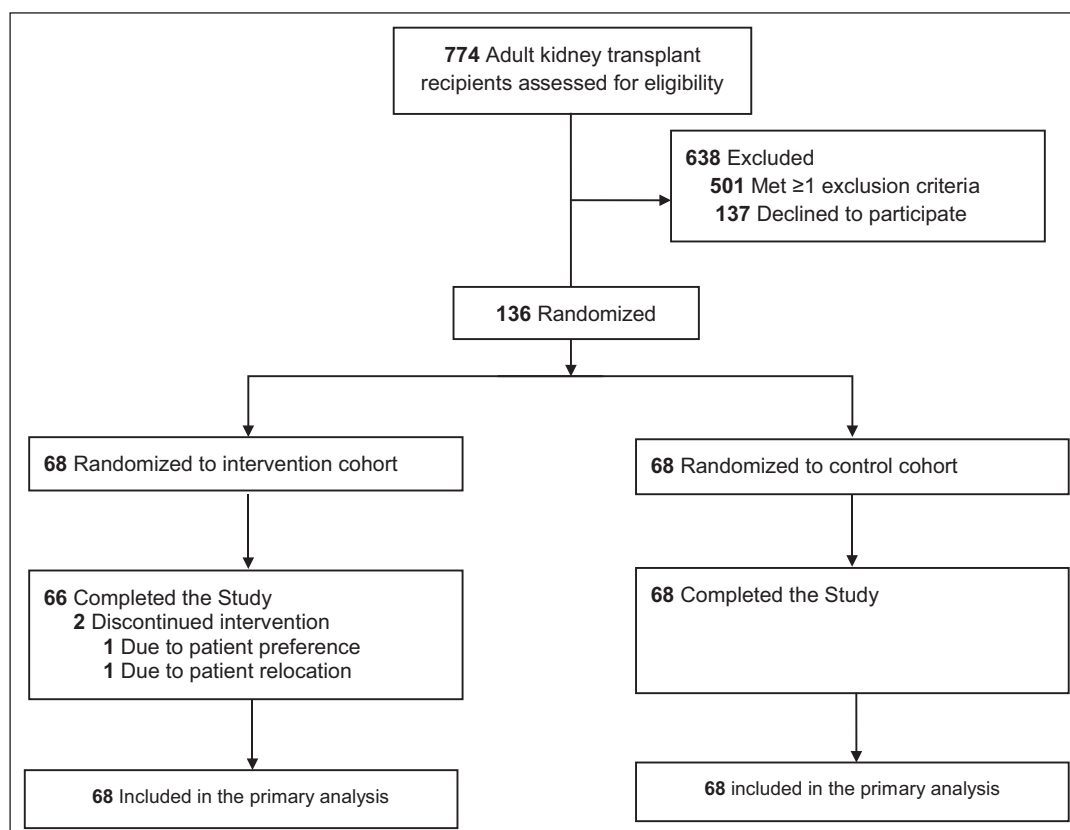 774 Adult kidney transplant
recipients assessed for eligibility
638 Excluded
501 Met ≥1 exclusion criteria
137 Declined to participate
136 Randomized
68 Randomized to intervention cohort
68 Randomized to control cohort
66 Completed the Study
2 Discontinued intervention
1 Due to patient preference
1 Due to patient relocation
68 Completed the Study
68 Included in the primary analysis
68 included in the primary analysis